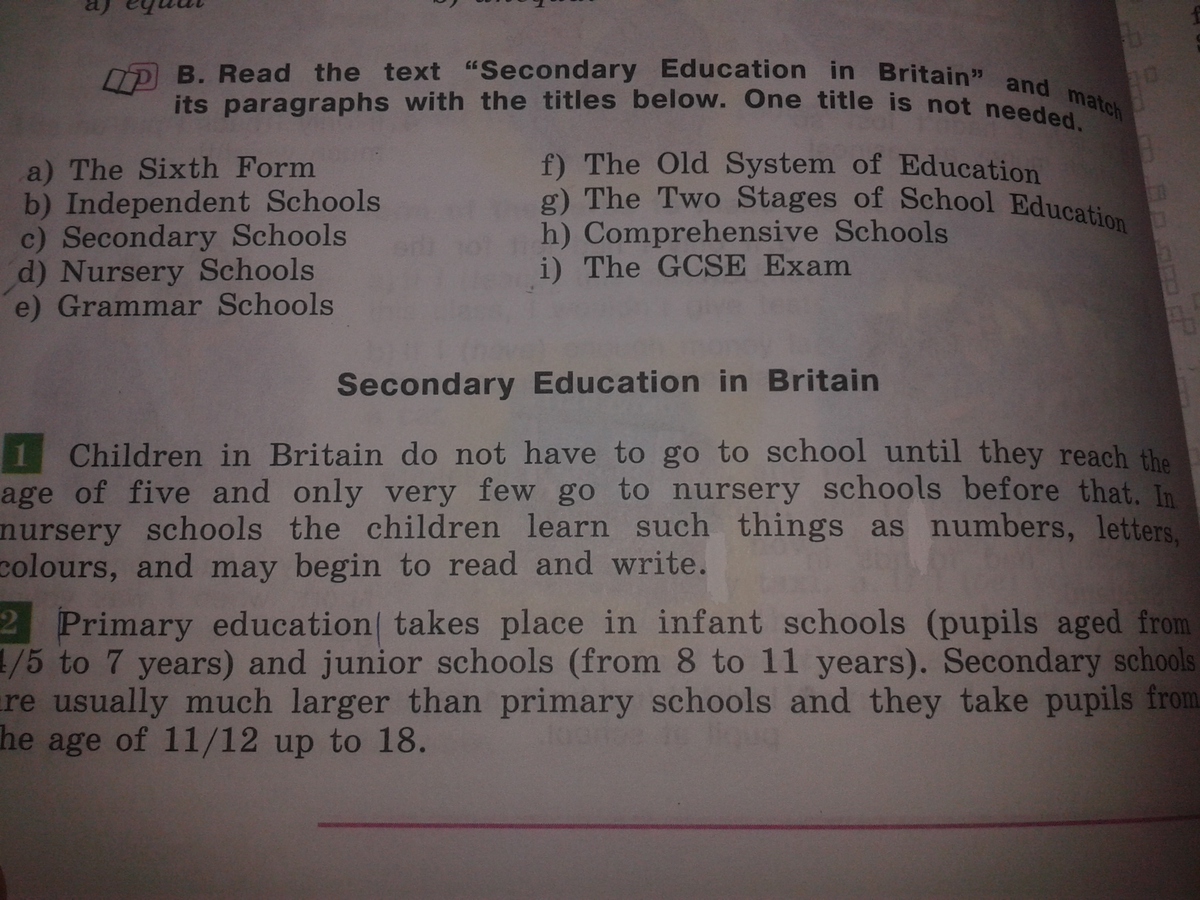 a) equal
B. Read the text “Secondary Education in Britain” and match
its paragraphs with the titles below. One title is not needed.
a) The Sixth Form
b) Independent Schools
c) Secondary Schools
d) Nursery Schools
e) Grammar Schools
f) The Old System of Education
g) The Two Stages of School Education
h) Comprehensive Schools
i) The GCSE Exam
Secondary Education in Britain
1 Children in Britain do not have to go to school until they reach the
age of five and only very few go to nursery schools before that. In
nursery schools the children learn such things as numbers, letters,
colours, and may begin to read and write.
2 Primary education takes place in infant schools (pupils aged from
4/5 to 7 years) and junior schools (from 8 to 11 years). Secondary schools
are usually much larger than primary schools and they take pupils from
the age of 11/12 up to 18.